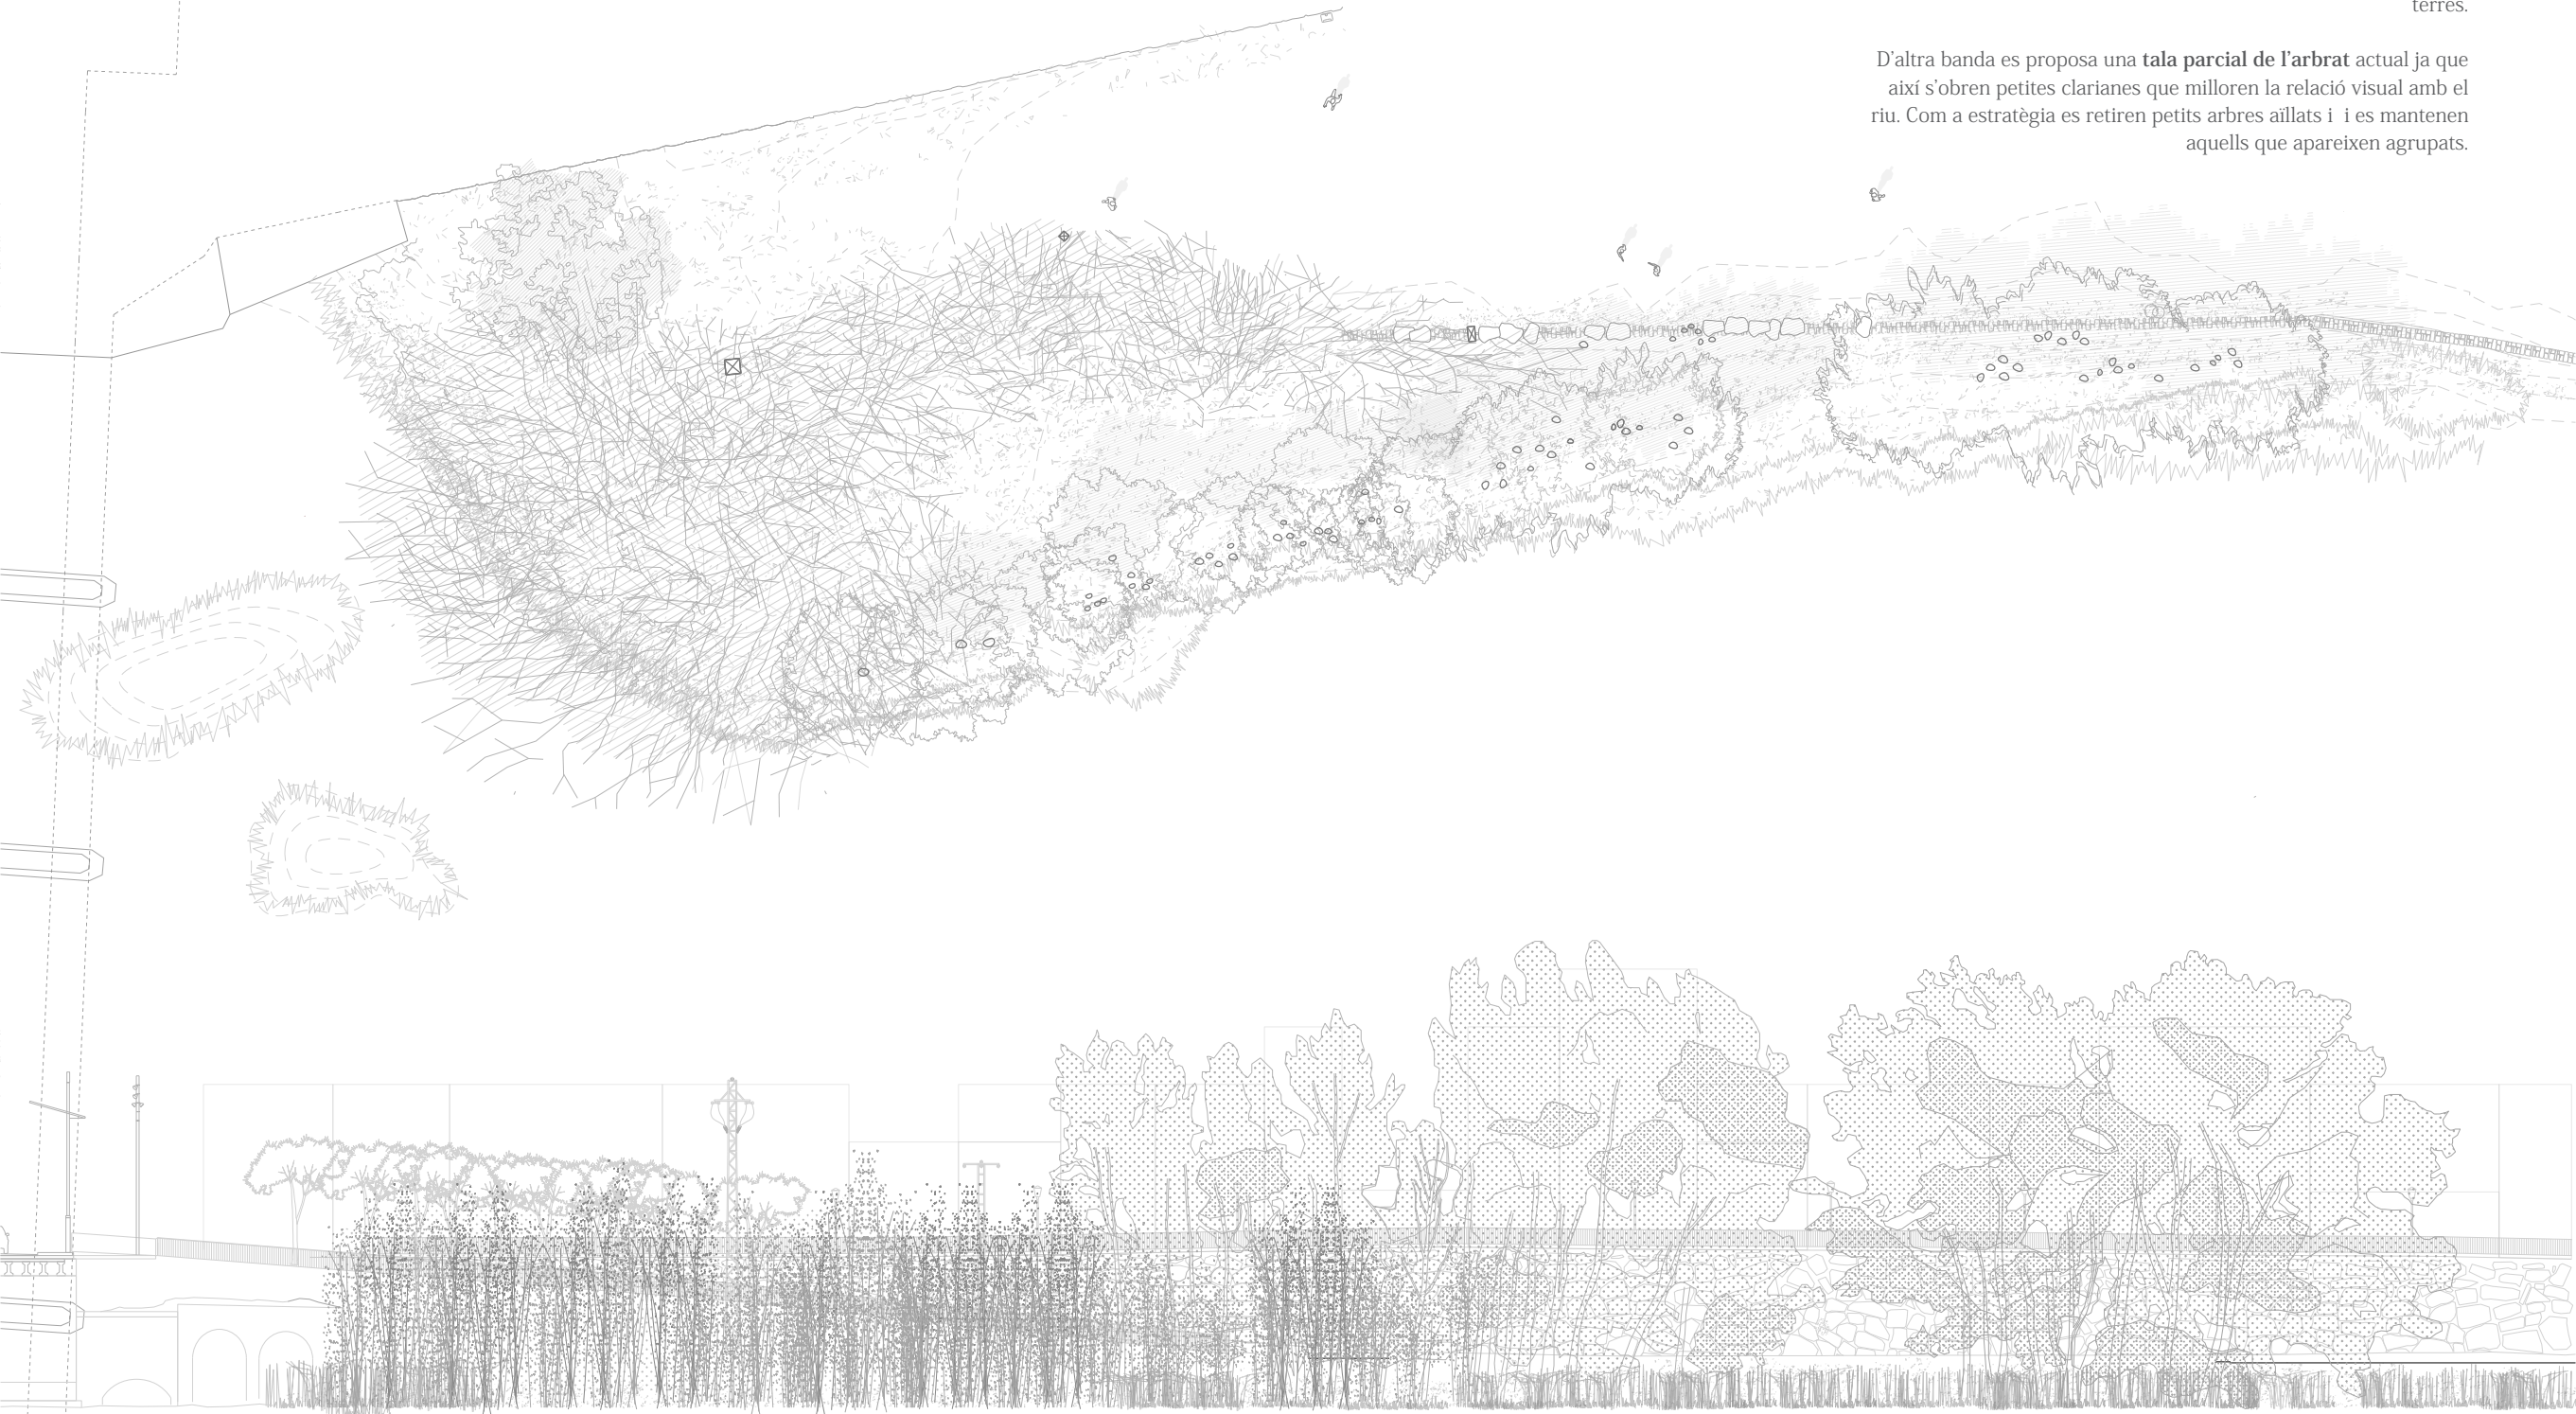 terres.
D’altra banda es proposa una tala parcial de l’arbrat actual ja que
així s’obren petites clarianes que milloren la relació visual amb el
riu. Com a estratègia es retiren petits arbres aïllats i  i es mantenen
aquells que apareixen agrupats.